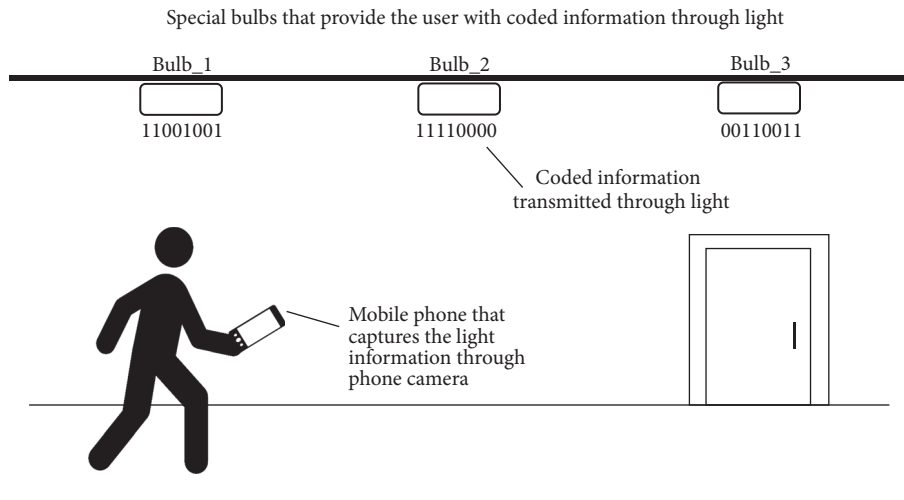 Special bulbs that provide the user with coded information through light
Bulb_1
Bulb_2
Bulb_3
11001001
11110000
00110011
Coded information
transmitted through light
Mobile phone that
captures the light
information through
phone camera